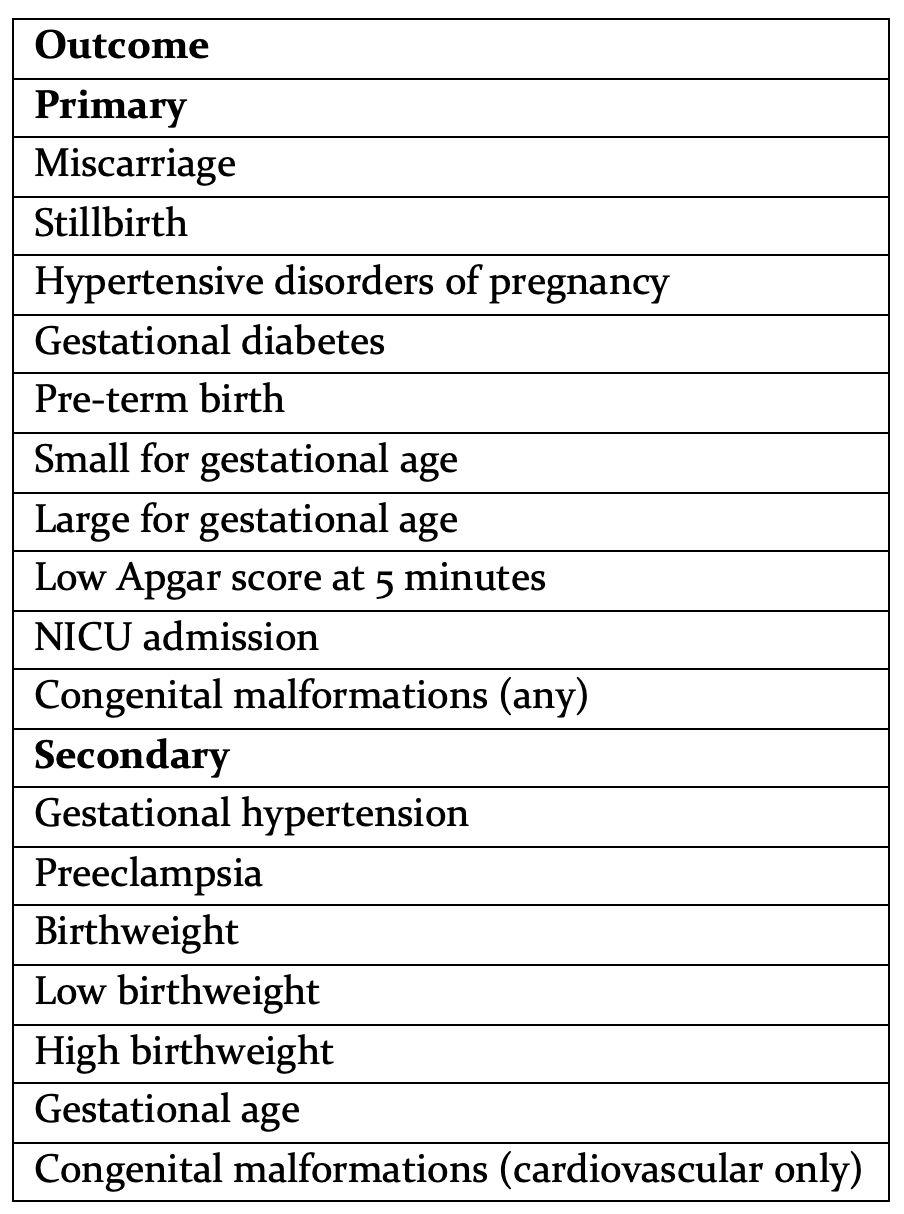 Outcome
Primary
Miscarriage
Stillbirth
Hypertensive disorders of pregnancy
Gestational diabetes
Pre-term birth
Small for gestational age
Large for gestational age
Low Apgar score at 5 minutes
NICU admission
Congenital malformations (any)
Secondary
Gestational hypertension
Preeclampsia
Birthweight
Low birthweight
High birthweight
Gestational age
Congenital malformations (cardiovascular only)